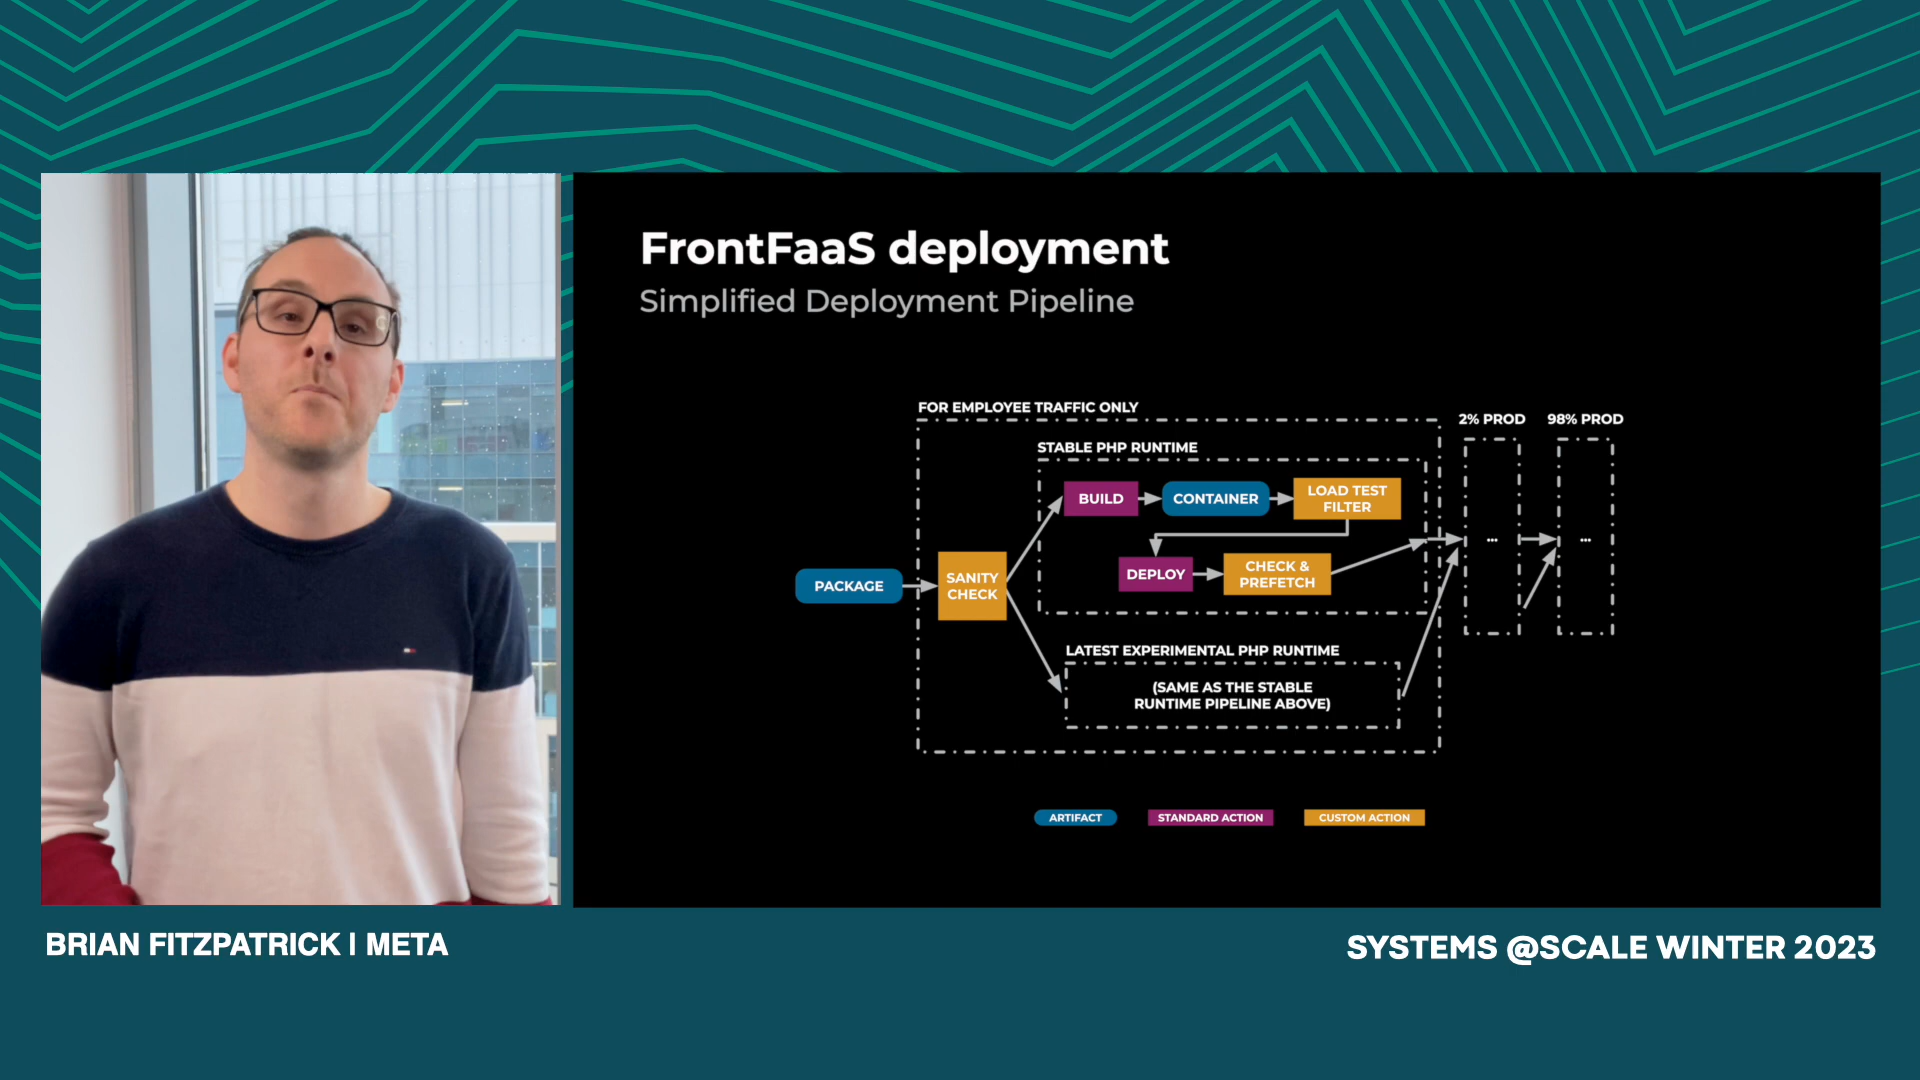 FrontFaaS deployment
Simplified Deployment Pipeline
FOR EMPLOYEE TRAFFIC ONLY
2% PROD
98% PROD
STABLE PHP RUNTIME
BUILD
CONTAINER
LOAD TEST
FILTER
PACKAGE
SANITY
CHECK
DEPLOY
CHECK &
PREFETCH
...
...
LATEST EXPERIMENTAL PHP RUNTIME
(SAME AS THE STABLE
RUNTIME PIPELINE ABOVE)
ARTIFACT
STANDARD ACTION
CUSTOM ACTION
BRIAN FITZPATRICK | META
SYSTEMS @SCALE WINTER 2023